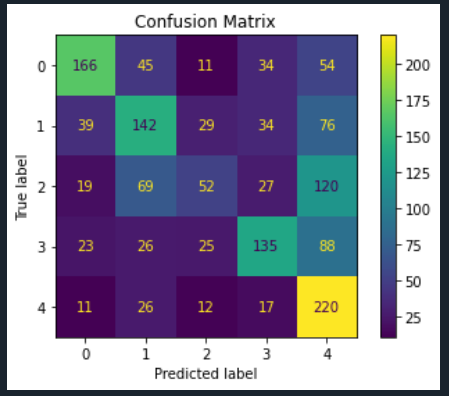 Confusion Matrix
0 166 45 11 34 54
1 39 142 29 34 76
2 19 69 52 27 120
3 23 26 25 135 88
4 11 26 12 17 220
0 1 2 3 4
Predicted label
True label
200
175
150
125
100
75
50
25